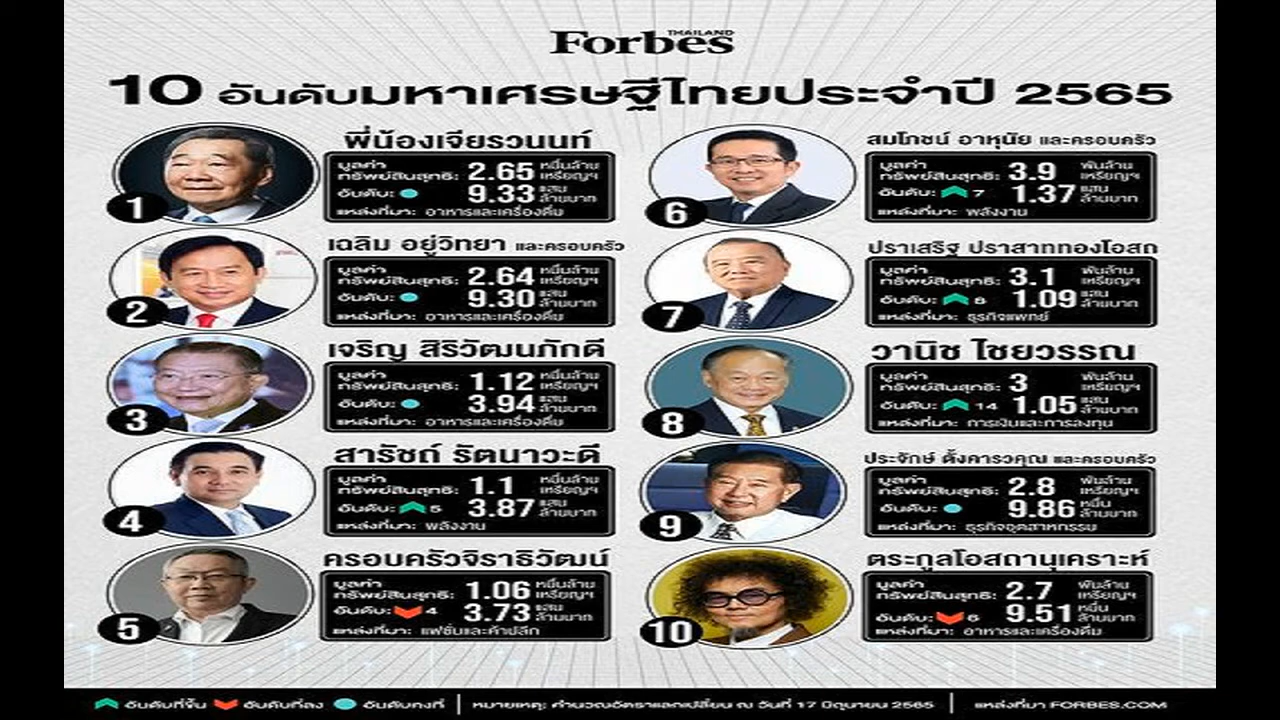 Forbes
THAILAND
10 อันดับมหาเศรษฐีไทยประจำปี 2565
1
พี่น้องเจียรวนนท์
มูลค่าทรัพย์สินสุทธิ: 2.65 หมื่นล้านเหรียญฯ
อันดับ: 9.33 แสนล้านบาท
แหล่งที่มา: อาหารและเครื่องดื่ม
2
เฉลิม อยู่วิทยา และครอบครัว
มูลค่าทรัพย์สินสุทธิ: 2.64 หมื่นล้านเหรียญฯ
อันดับ: 9.30 แสนล้านบาท
แหล่งที่มา: อาหารและเครื่องดื่ม
3
เจริญ สิริวัฒนภักดี
มูลค่าทรัพย์สินสุทธิ: 1.12 หมื่นล้านเหรียญฯ
อันดับ: 3.94 แสนล้านบาท
แหล่งที่มา: อาหารและเครื่องดื่ม
4
สารัชถ์ รัตนาวะดี
มูลค่าทรัพย์สินสุทธิ: 1.1 หมื่นล้านเหรียญฯ
อันดับ: 5 3.87 แสนล้านบาท
แหล่งที่มา: พลังงาน
5
ครอบครัวจิราธิวัฒน์
มูลค่าทรัพย์สินสุทธิ: 1.06 หมื่นล้านเหรียญฯ
อันดับ: 4 3.73 แสนล้านบาท
แหล่งที่มา: แฟชั่นและค้าปลีก
6
สมโภชน์ อาหุนัย และครอบครัว
มูลค่าทรัพย์สินสุทธิ: 3.9 พันล้านเหรียญฯ
อันดับ: 7 1.37 แสนล้านบาท
แหล่งที่มา: พลังงาน
7
ปราเสริฐ ปราสาททองโอสถ
มูลค่าทรัพย์สินสุทธิ: 3.1 พันล้านเหรียญฯ
อันดับ: 8 1.09 แสนล้านบาท
แหล่งที่มา: ธุรกิจแพทย์
8
วานิช ไชยวรรณ
มูลค่าทรัพย์สินสุทธิ: 3 พันล้านเหรียญฯ
อันดับ: 14 1.05 แสนล้านบาท
แหล่งที่มา: การเงินและการลงทุน
9
ประจักษ์ ตั้งคารวคุณ และครอบครัว
มูลค่าทรัพย์สินสุทธิ: 2.8 พันล้านเหรียญฯ
อันดับ: 9.86 หมื่นล้านบาท
แหล่งที่มา: ธุรกิจอุตสาหกรรม
10
ตระกูลโอสถานุเคราะห์
มูลค่าทรัพย์สินสุทธิ: 2.7 พันล้านเหรียญฯ
อันดับ: 6 9.51 หมื่นล้านบาท
แหล่งที่มา: อาหารและเครื่องดื่ม
อันดับที่ขึ้น อันดับที่ลง อันดับคงที่ | หมายเหตุ: คำนวณอัตราแลกเปลี่ยน ณ วันที่ 17 มิถุนายน 2565 | แหล่งที่มา FORBES.COM